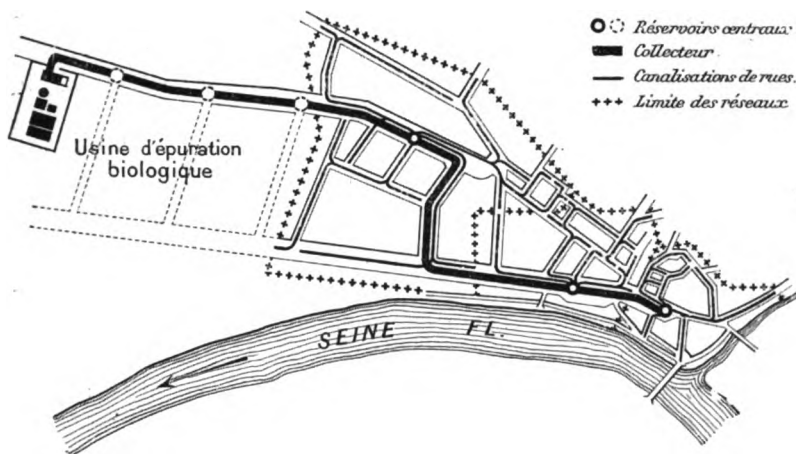 Réservoirs centraux
Collecteur
Canalisations de rues.
Limite des réseaux
Usine d'épuration
biologique
SEINE FL.